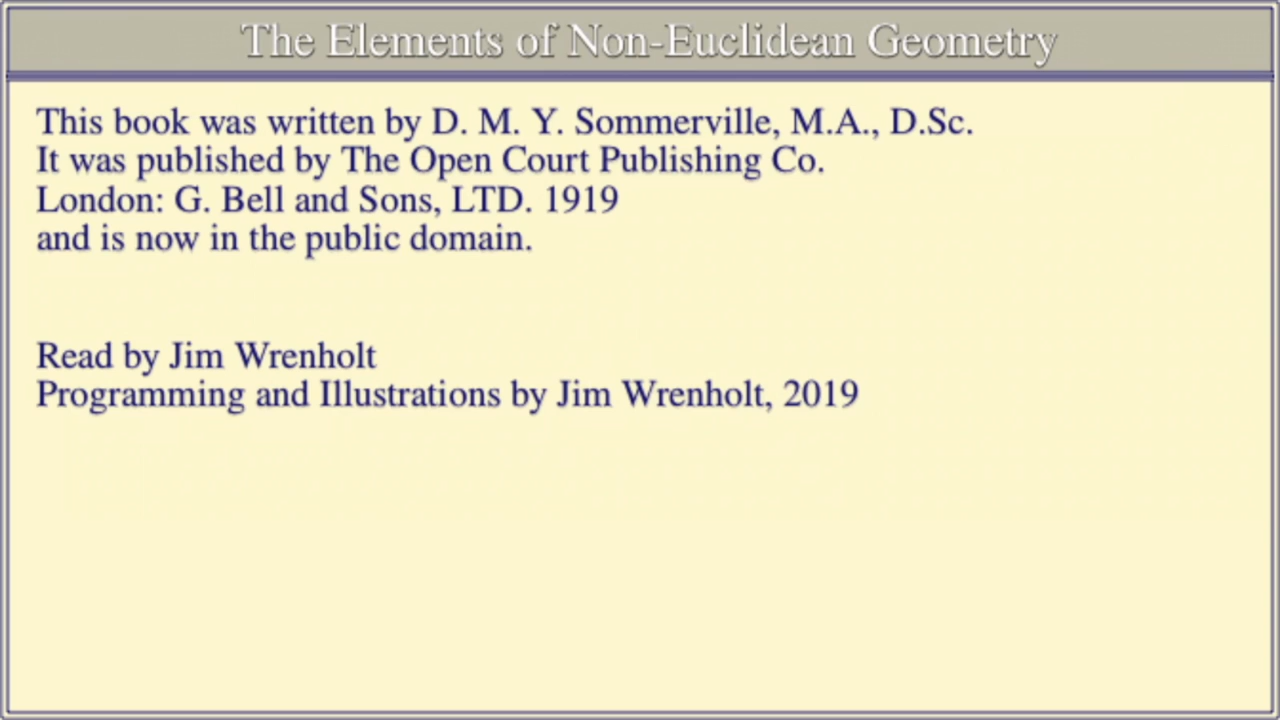 The Elements of Non-Euclidean Geometry
This book was written by D. M. Y. Sommerville, M.A., D.Sc.
It was published by The Open Court Publishing Co.
London: G. Bell and Sons, LTD. 1919
and is now in the public domain.
Read by Jim Wrenholt
Programming and Illustrations by Jim Wrenholt, 2019